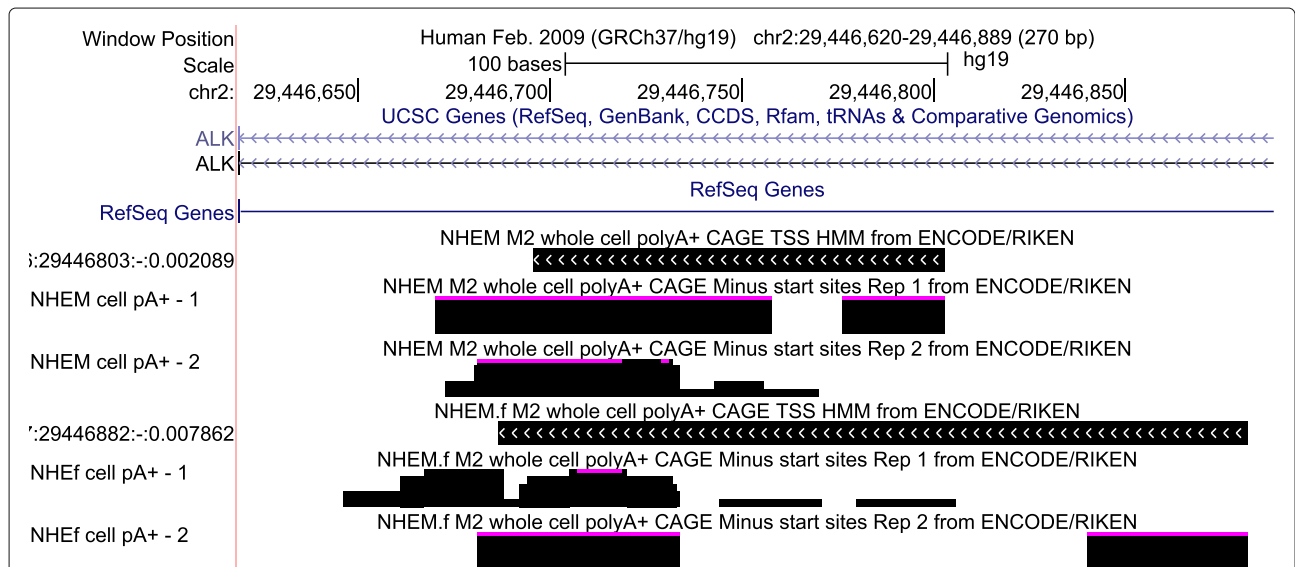 Window Position Human Feb. 2009 (GRCh37/hg19) chr2:29,446,620-29,446,889 (270 bp)
Scale 100 bases hg19
chr2: 29,446,650 29,446,700 29,446,750 29,446,800 29,446,850
UCSC Genes (RefSeq, GenBank, CCDS, Rfam, tRNAs & Comparative Genomics)
ALK
ALK
RefSeq Genes
RefSeq Genes
NHEM M2 whole cell polyA+ CAGE TSS HMM from ENCODE/RIKEN
:29446803:-:0.002089
NHEM M2 whole cell polyA+ CAGE Minus start sites Rep 1 from ENCODE/RIKEN
NHEM cell pA+ - 1
NHEM M2 whole cell polyA+ CAGE Minus start sites Rep 2 from ENCODE/RIKEN
NHEM cell pA+ - 2
NHEM.f M2 whole cell polyA+ CAGE TSS HMM from ENCODE/RIKEN
:29446882:-:0.007862
NHEM.f M2 whole cell polyA+ CAGE Minus start sites Rep 1 from ENCODE/RIKEN
NHEf cell pA+ - 1
NHEM.f M2 whole cell polyA+ CAGE Minus start sites Rep 2 from ENCODE/RIKEN
NHEf cell pA+ - 2